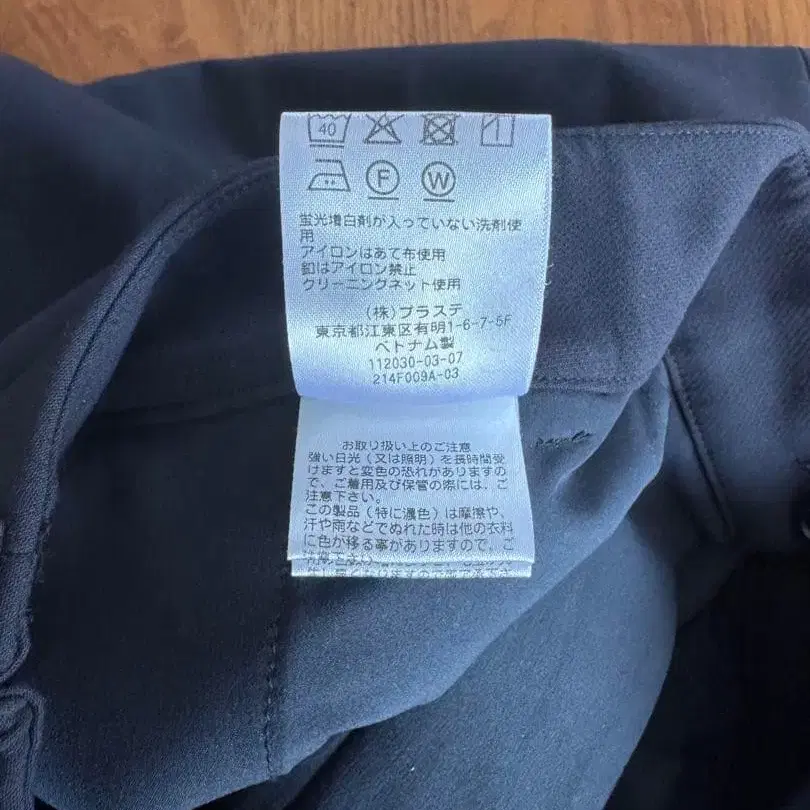 40
F W
蛍光増白剤が入っていない洗剤使
用
アイロンはあて布使用
釦はアイロン禁止
クリーニングネット使用
(株)プラステ
東京都江東区有明1-6-7-6F
ベトナム製
112030-03-07
214F009A-03
お取り扱い上のご注意
強い日光(又は照明)を長時間受
けますと変色の恐れがありますの
で、ご着用及び保管の際には、ご
注意下さい。
この製品(特に濃色)は摩擦や、
汗や雨などでぬれた時は他の衣料
に色が移る事がありますので、ご
注意下さい。